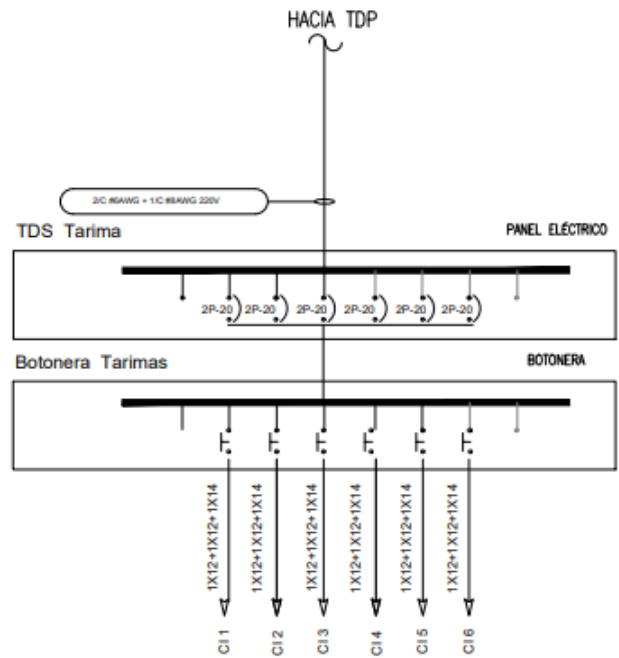 HACIA TDP
2/C #6AWG + 1/C #8AWG 220V
TDS Tarima
PANEL ELÉCTRICO
2P-20
2P-20
2P-20
2P-20
2P-20
2P-20
Botonera Tarimas
BOTONERA
1X12+1X12+1X14
1X12+1X12+1X14
1X12+1X12+1X14
1X12+1X12+1X14
1X12+1X12+1X14
1X12+1X12+1X14
CI 1
CI 2
CI 3
CI 4
CI 5
CI 6